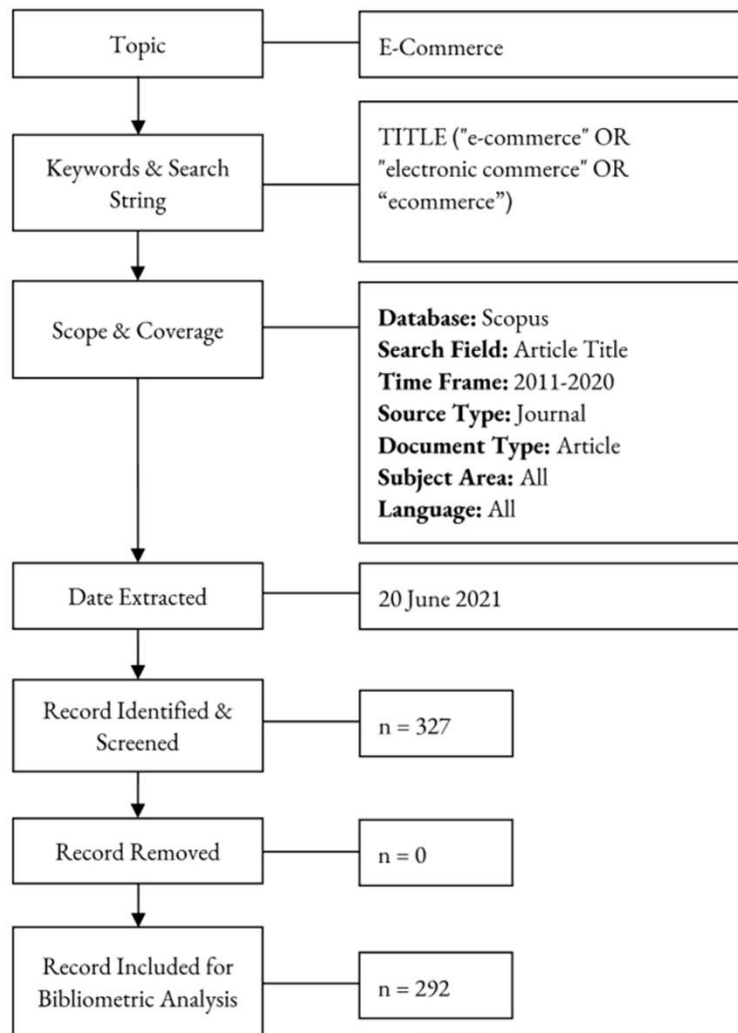 Topic
E-Commerce
Keywords & Search
String
TITLE ("e-commerce" OR
"electronic commerce" OR
“ecommerce”)
Scope & Coverage
Database: Scopus
Search Field: Article Title
Time Frame: 2011-2020
Source Type: Journal
Document Type: Article
Subject Area: All
Language: All
Date Extracted
20 June 2021
Record Identified &
Screened
n = 327
Record Removed
n = 0
Record Included for
Bibliometric Analysis
n = 292